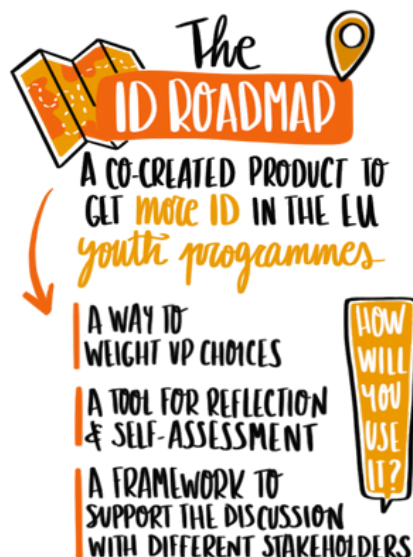 The
ID ROADMAP
A CO-CREATED PRODUCT TO
GET more ID IN THE EU
youth programmes
A WAY TO
WEIGHT UP CHOICES
A TOOL FOR REFLECTION
& SELF-ASSESSMENT
A FRAMEWORK TO
SUPPORT THE DISCUSSION
WITH DIFFERENT STAKEHOLDERS
HOW
WILL
YOU
USE
IT?